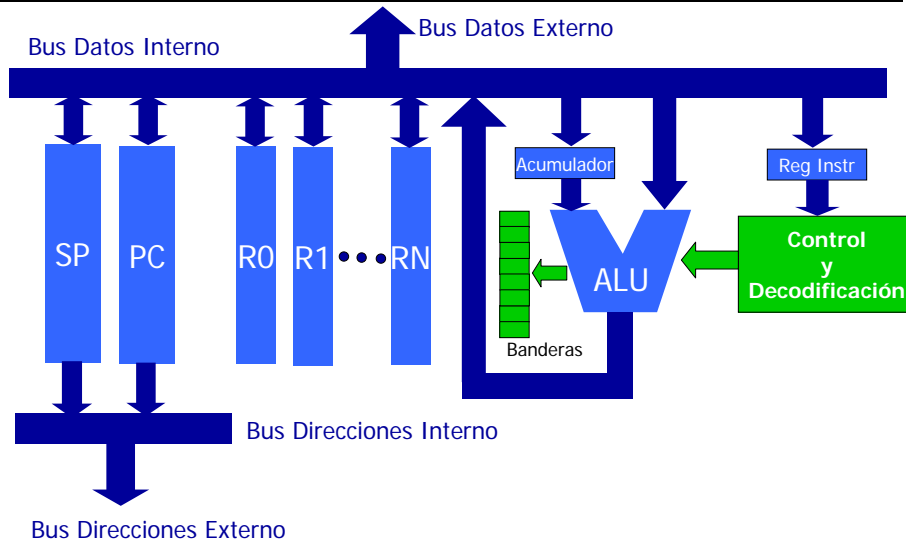 Bus Datos Externo
Bus Datos Interno
Acumulador
Reg Instr
SP
PC
R0
R1
RN
ALU
Control
y
Decodificación
Banderas
Bus Direcciones Interno
Bus Direcciones Externo